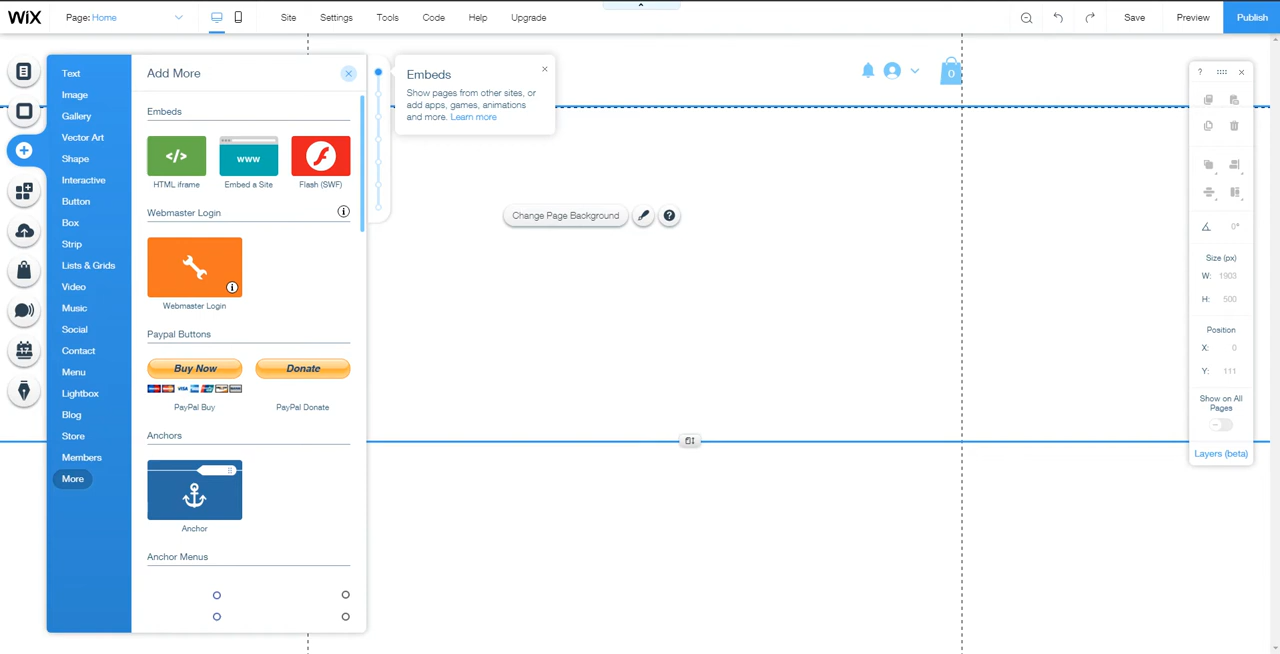 WiX
Page: Home
Site
Settings
Tools
Code
Help
Upgrade
Save
Preview
Publish
Text
Image
Gallery
Vector Art
Shape
Interactive
Button
Box
Strip
Lists & Grids
Video
Music
Social
Contact
Menu
Lightbox
Blog
Store
Members
More
Add More
Embeds
</>
www
HTML iframe
Embed a Site
Flash (SWF)
Webmaster Login
Webmaster Login
Paypal Buttons
Buy Now
Donate
PayPal Buy
PayPal Donate
Anchors
Anchor
Anchor Menus
Embeds
Show pages from other sites, or
add apps, games, animations
and more. Learn more
Change Page Background
?
0
?
0°
Size (px)
W: 1903
H: 500
Position
X: 0
Y: 111
Show on All
Pages
Layers (beta)